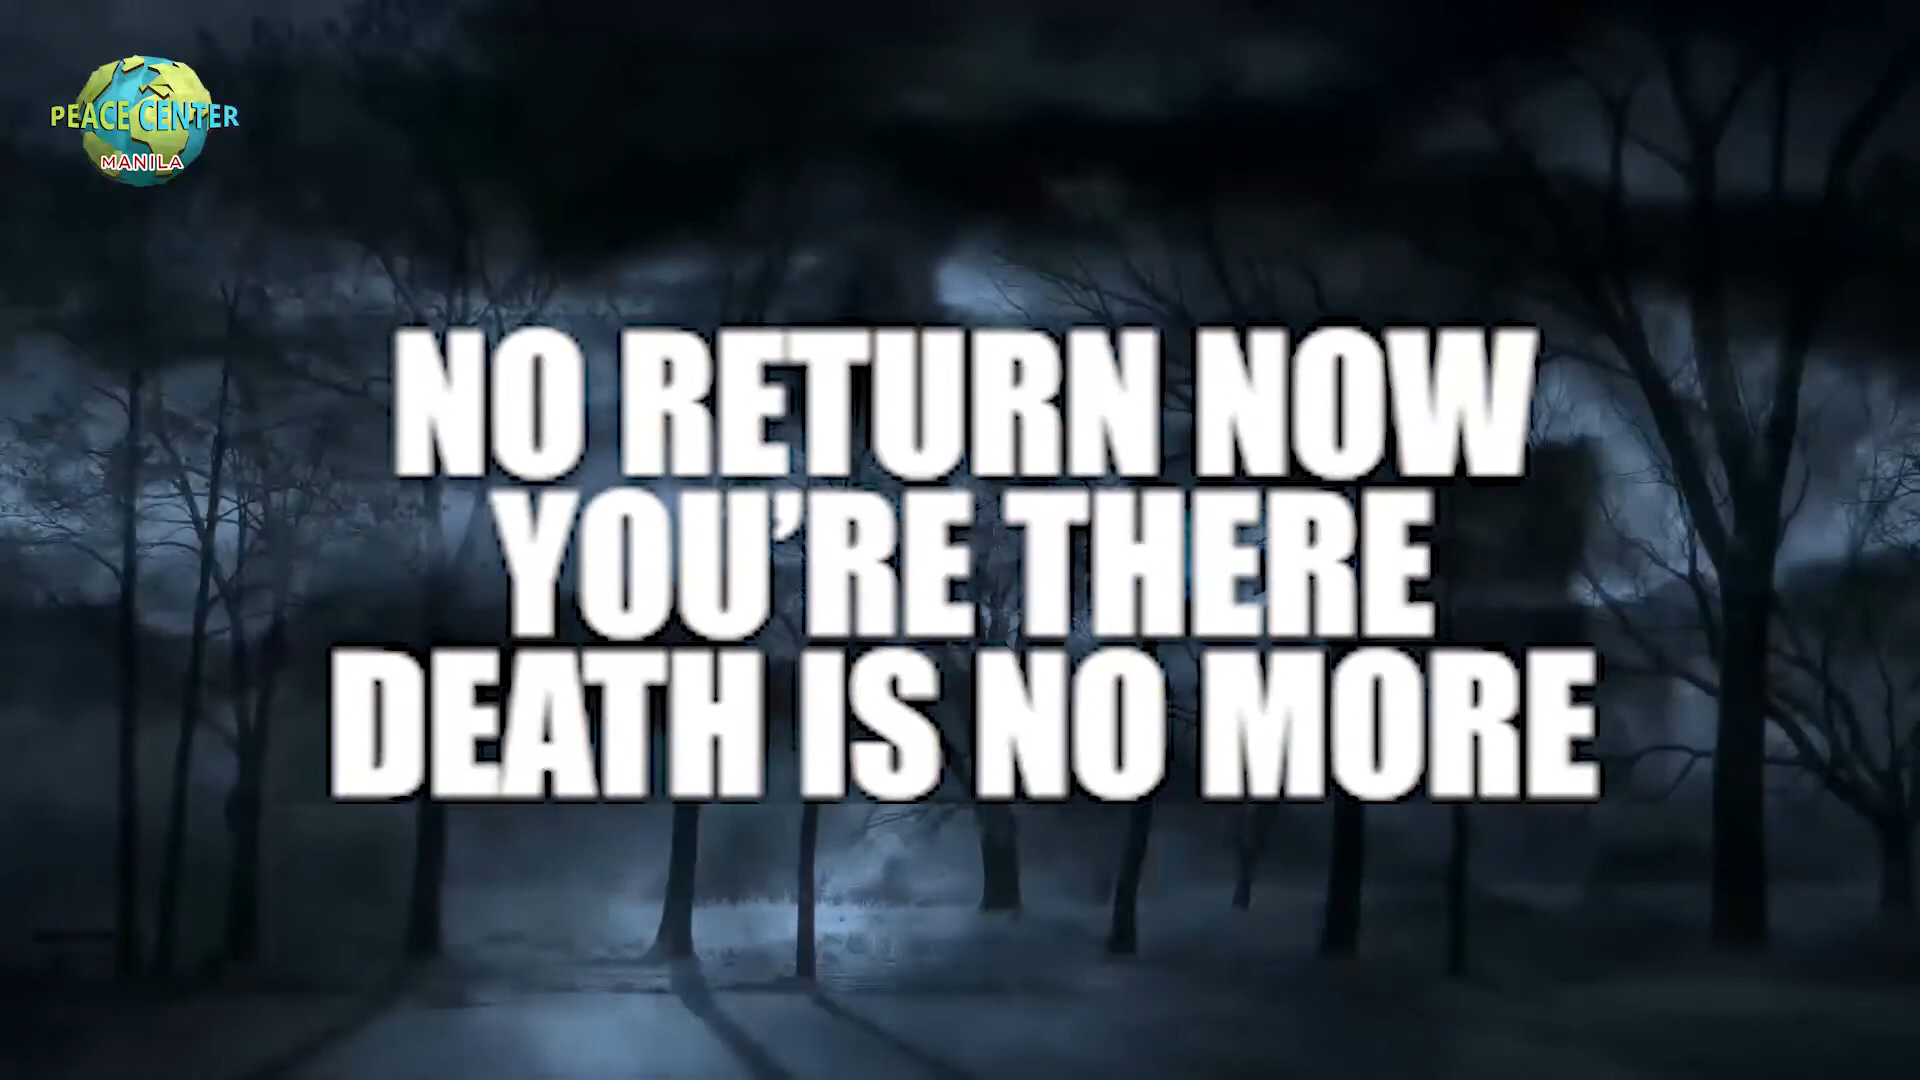 PEACE CENTER
MANILA
NO RETURN NOW
YOU'RE THERE
DEATH IS NO MORE